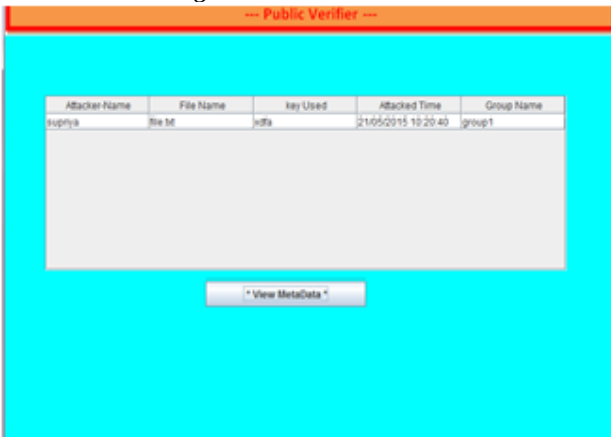 --- Public Verifier ---
Attacker-Name File Name key Used Attacked Time Group Name
supriya file.txt xdfa 21/05/2015 10:20:40 group1
* View MetaData *